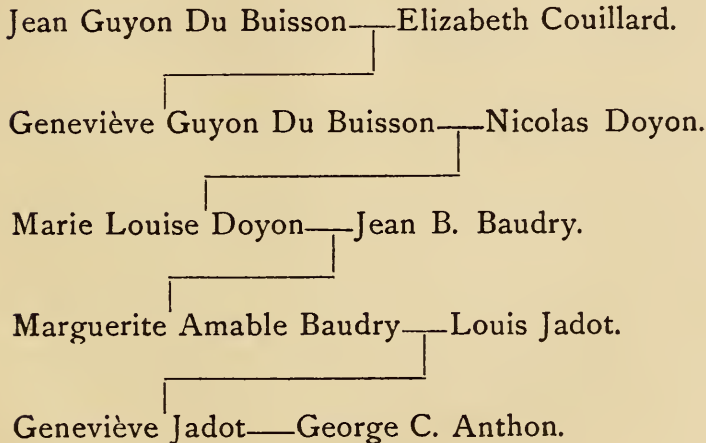 Jean Guyon Du Buisson—Elizabeth Couillard.
Geneviève Guyon Du Buisson—Nicolas Doyon.
Marie Louise Doyon—Jean B. Baudry.
Marguerite Amable Baudry—Louis Jadot.
Geneviève Jadot—George C. Anthon.